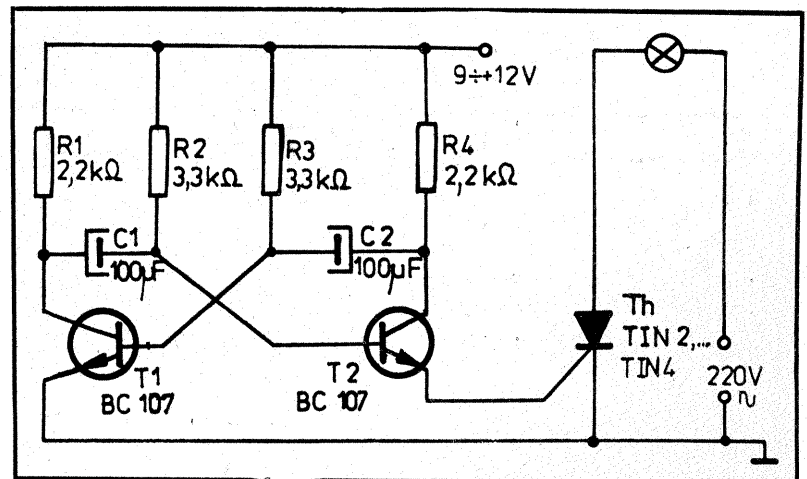 9÷+12V
R1
2,2kΩ
R2
3,3kΩ
R3
3,3kΩ
R4
2,2kΩ
C1
100µF
C2
100µF
T1
BC 107
T2
BC 107
Th
TIN 2,...
TIN4
220V
~